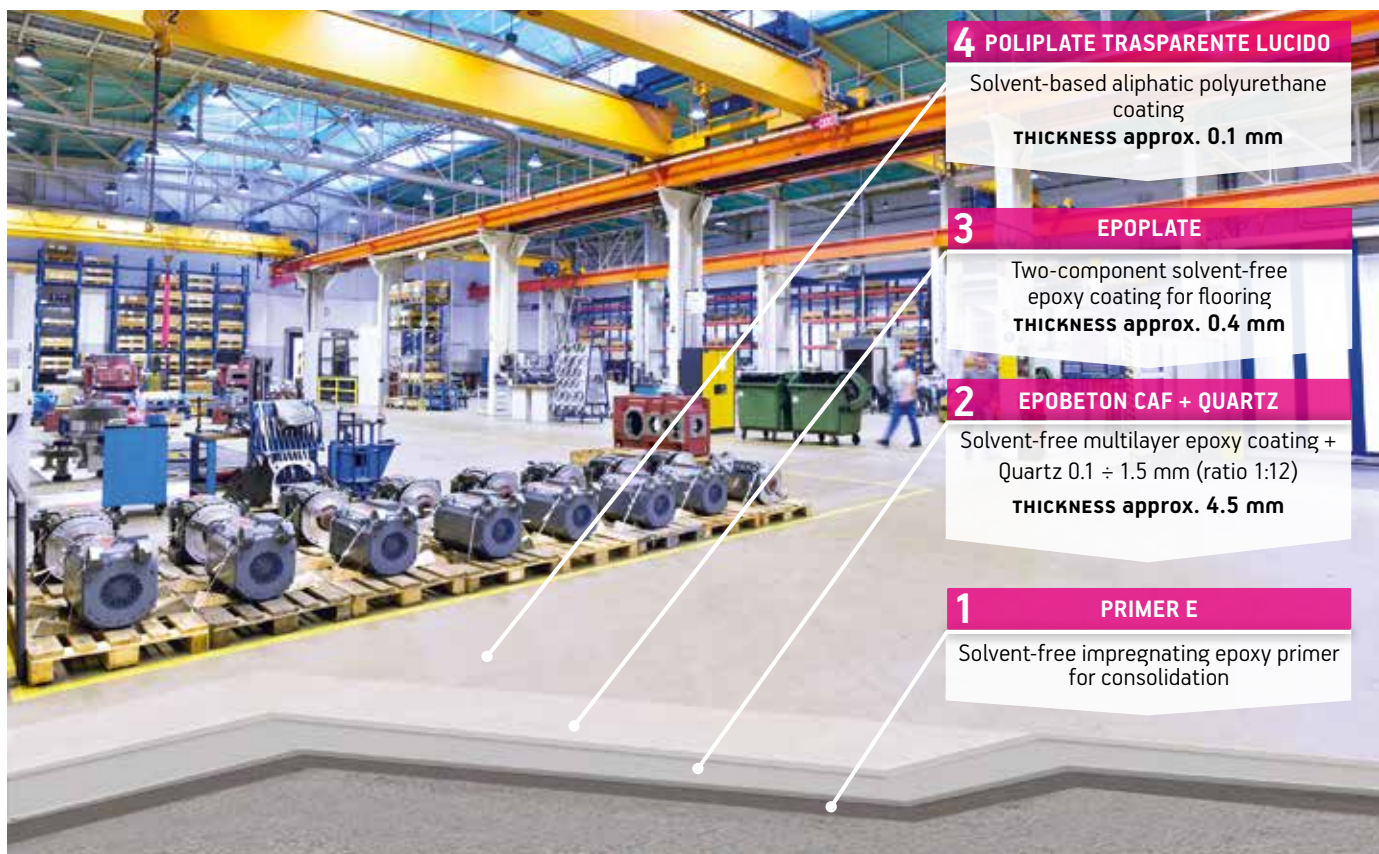 4 POLIPLATE TRASPARENTE LUCIDO
Solvent-based aliphatic polyurethane
coating
THICKNESS approx. 0.1 mm
3 EPOPLATE
Two-component solvent-free
epoxy coating for flooring
THICKNESS approx. 0.4 mm
2 EPOBETON CAF + QUARTZ
Solvent-free multilayer epoxy coating +
Quartz 0.1 ÷ 1.5 mm (ratio 1:12)
THICKNESS approx. 4.5 mm
1 PRIMER E
Solvent-free impregnating epoxy primer
for consolidation